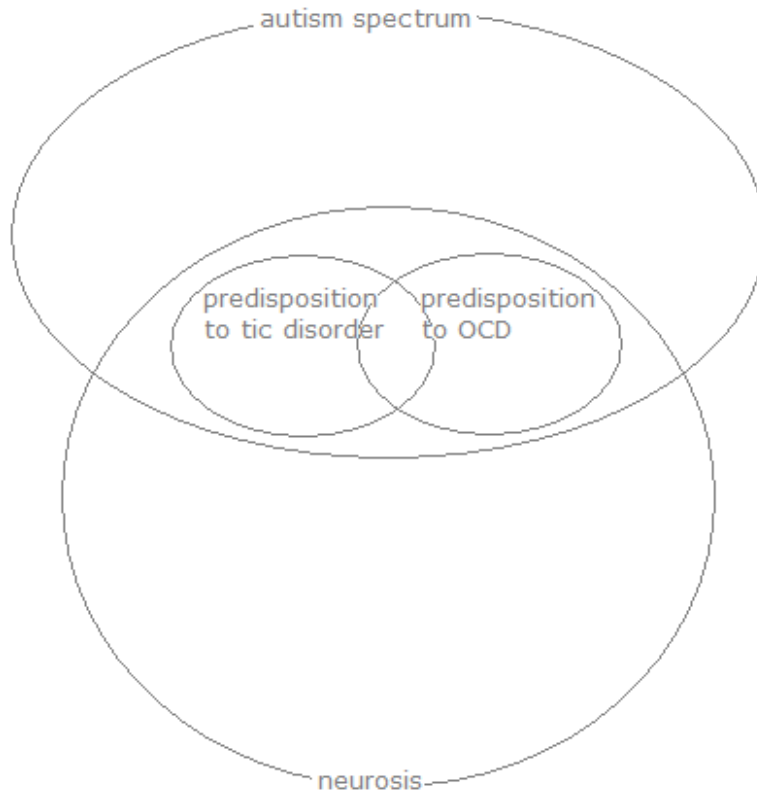 autism spectrum
predisposition
to tic disorder
predisposition
to OCD
neurosis